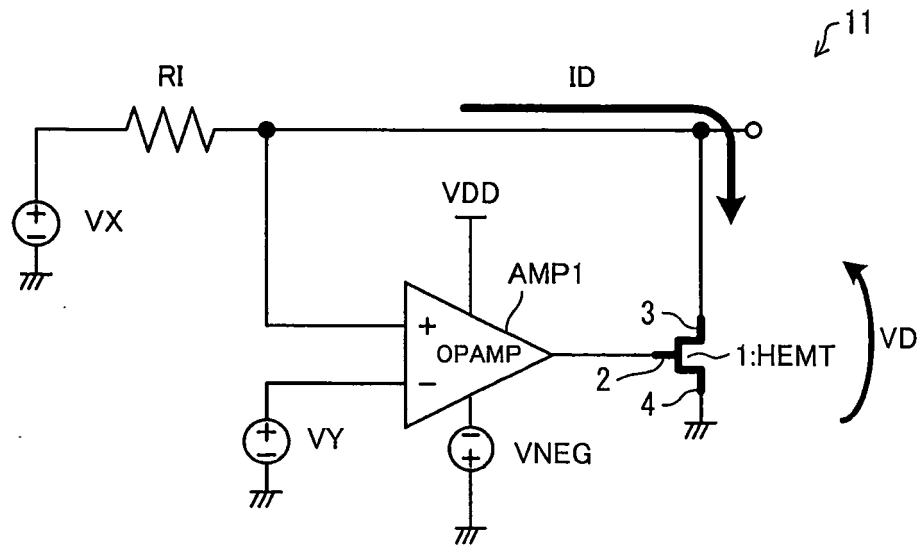 11
RI
ID
+
−
VX
VDD
AMP1
+
OPAMP
−
3
2
1:HEMT
4
VD
+
−
VY
−
+
VNEG